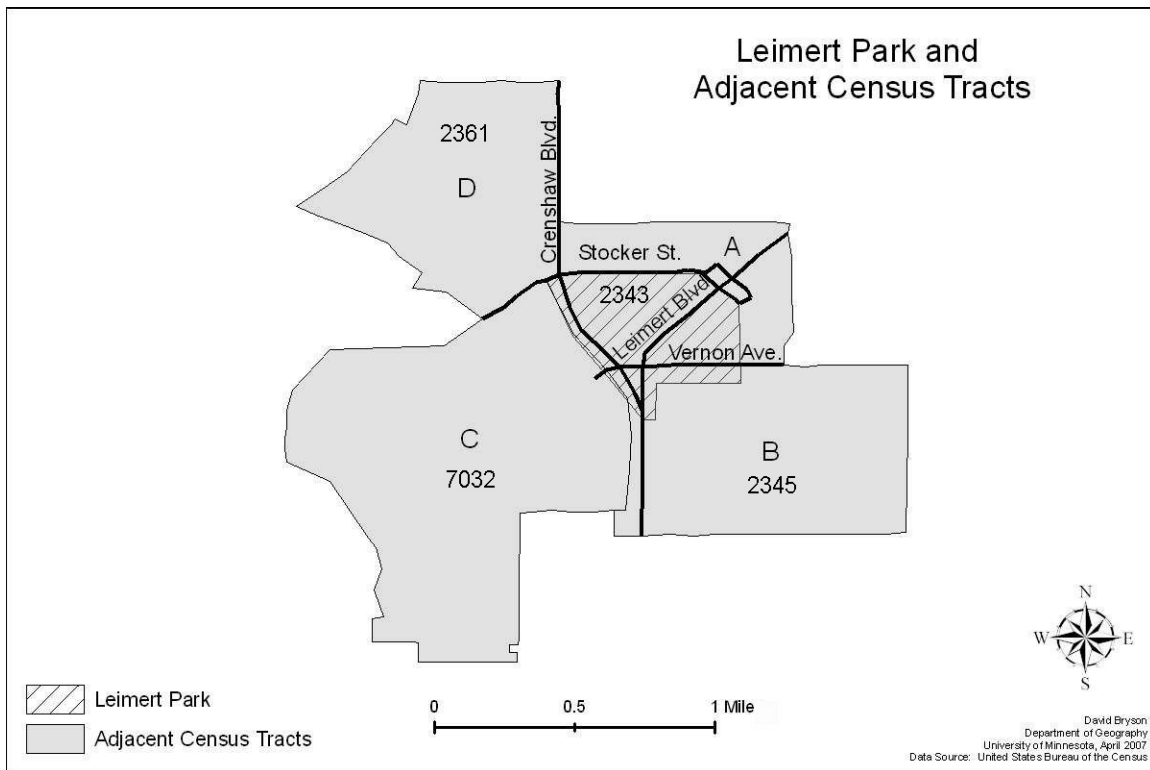 Leimert Park and
Adjacent Census Tracts
2361
D
Crenshaw Blvd.
Stocker St.
A
2343
Leimert Blvd.
Vernon Ave.
C
7032
B
2345
N
W
E
S
Leimert Park
Adjacent Census Tracts
0
0.5
1 Mile
David Bryson
Department of Geography
University of Minnesota, April 2007
Data Source: United States Bureau of the Census